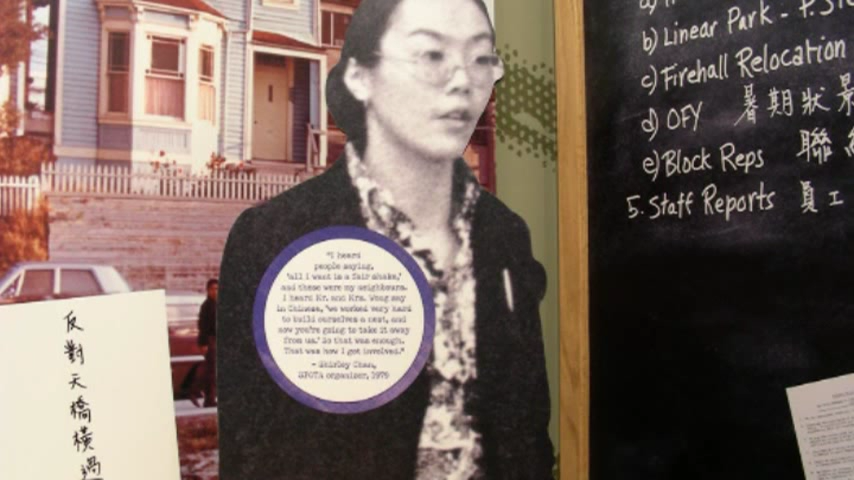 反對天橋橫過
"I heard
people saying,
'all I want is a fair shake,'
and these were my neighbours.
I heard Mr. and Mrs. Wong say
in Chinese, 'we worked very hard
to build ourselves a nest, and
now you're going to take it away
from us.' So that was enough.
That was how I got involved."
- Shirley Chan,
SPOTA organizer, 1979
b) Linear Park -
c) Firehall Relocation
d) OFY 暑期狀
e) Block Reps 聯
5. Staff Reports 員工